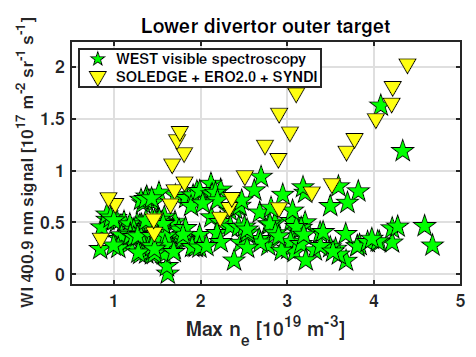 Lower divertor outer target
WEST visible spectroscopy
SOLEDGE + ERO2.0 + SYNDI
WI 400.9 nm signal [10^17 m^-2 sr^-1 s^-1]
2
1.5
1
0.5
0
1 2 3 4 5
Max n_e [10^19 m^-3]